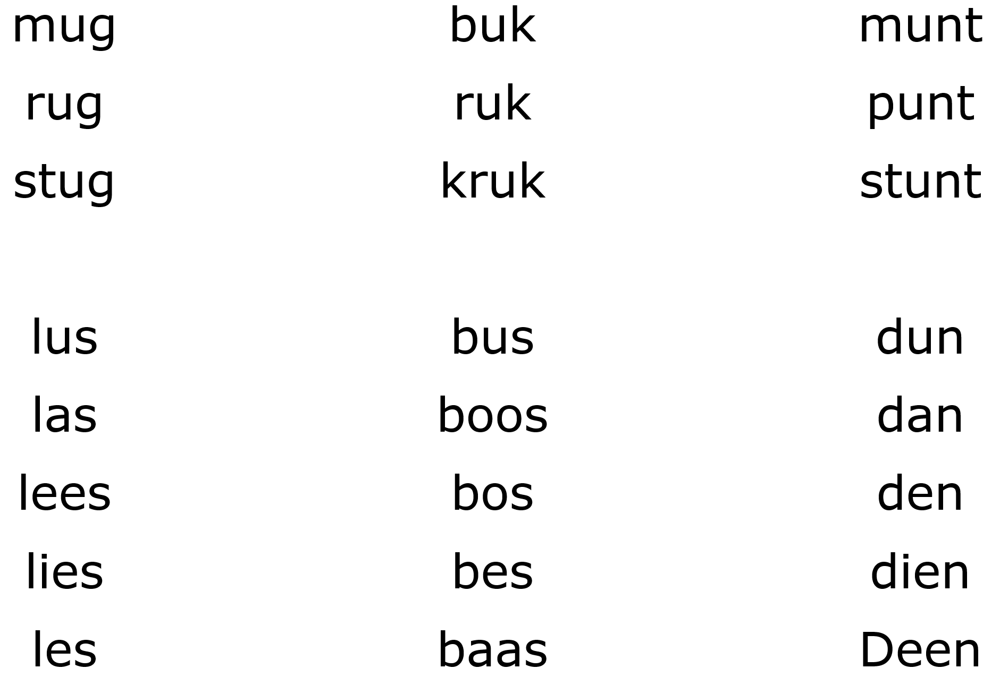 mug buk munt
rug ruk punt
stug kruk stunt
lus bus dun
las boos dan
lees bos den
lies bes dien
les baas Deen